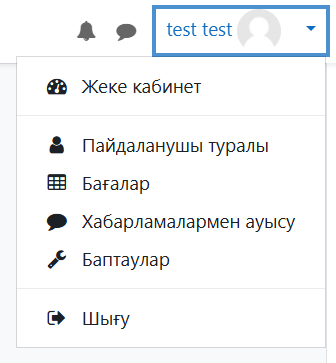 test test
Жеке кабинет
Пайдаланушы туралы
Бағалар
Хабарламалармен ауысу
Баптаулар
Шығу